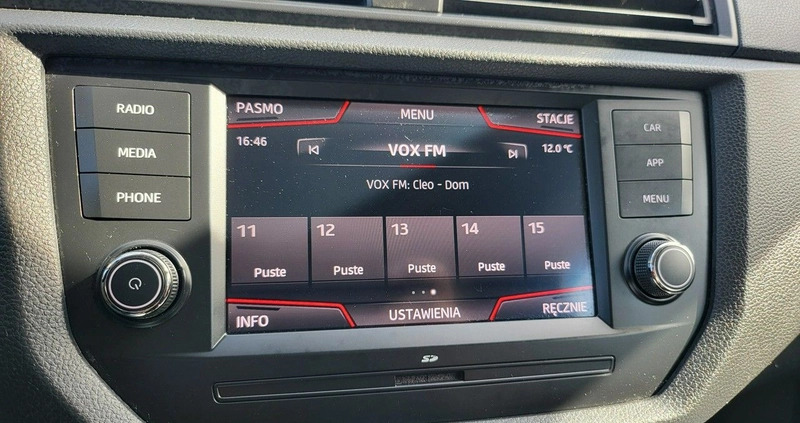 RADIO
MEDIA
PHONE
PASMO MENU STACJE
16:46 VOX FM 12.0 °C
VOX FM: Cleo - Dom
11 12 13 14 15
Puste Puste Puste Puste Puste
INFO USTAWIENIA RĘCZNIE
CAR
APP
MENU
SD